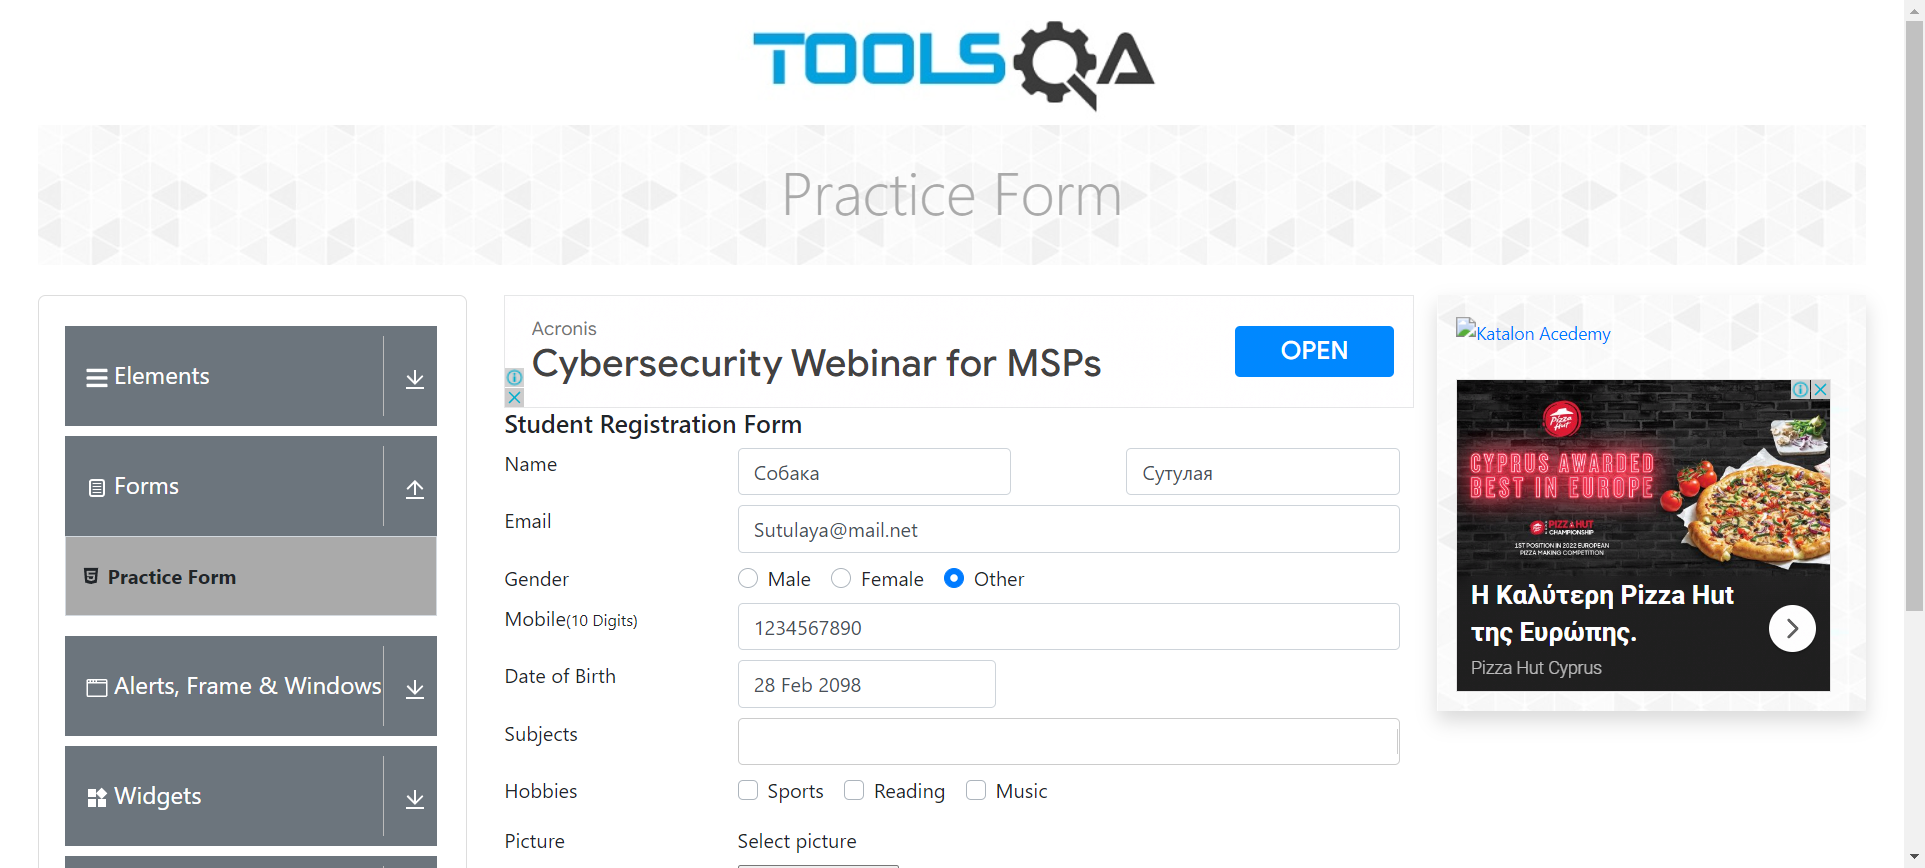 TOOLSQA
Practice Form
Elements
Forms
Practice Form
Alerts, Frame & Windows
Widgets
Acronis
Cybersecurity Webinar for MSPs
OPEN
Student Registration Form
Name
Собака
Сутулая
Email
Sutulaya@mail.net
Gender
Male
Female
Other
Mobile(10 Digits)
1234567890
Date of Birth
28 Feb 2098
Subjects
Hobbies
Sports
Reading
Music
Picture
Select picture
Katalon Acedemy
Pizza
Hut
CYPRUS AWARDED
BEST IN EUROPE
PIZZA HUT
CHAMPIONSHIP
1ST POSITION IN 2022 EUROPEAN
PIZZA MAKING COMPETITION
Η Καλύτερη Pizza Hut
της Ευρώπης.
Pizza Hut Cyprus